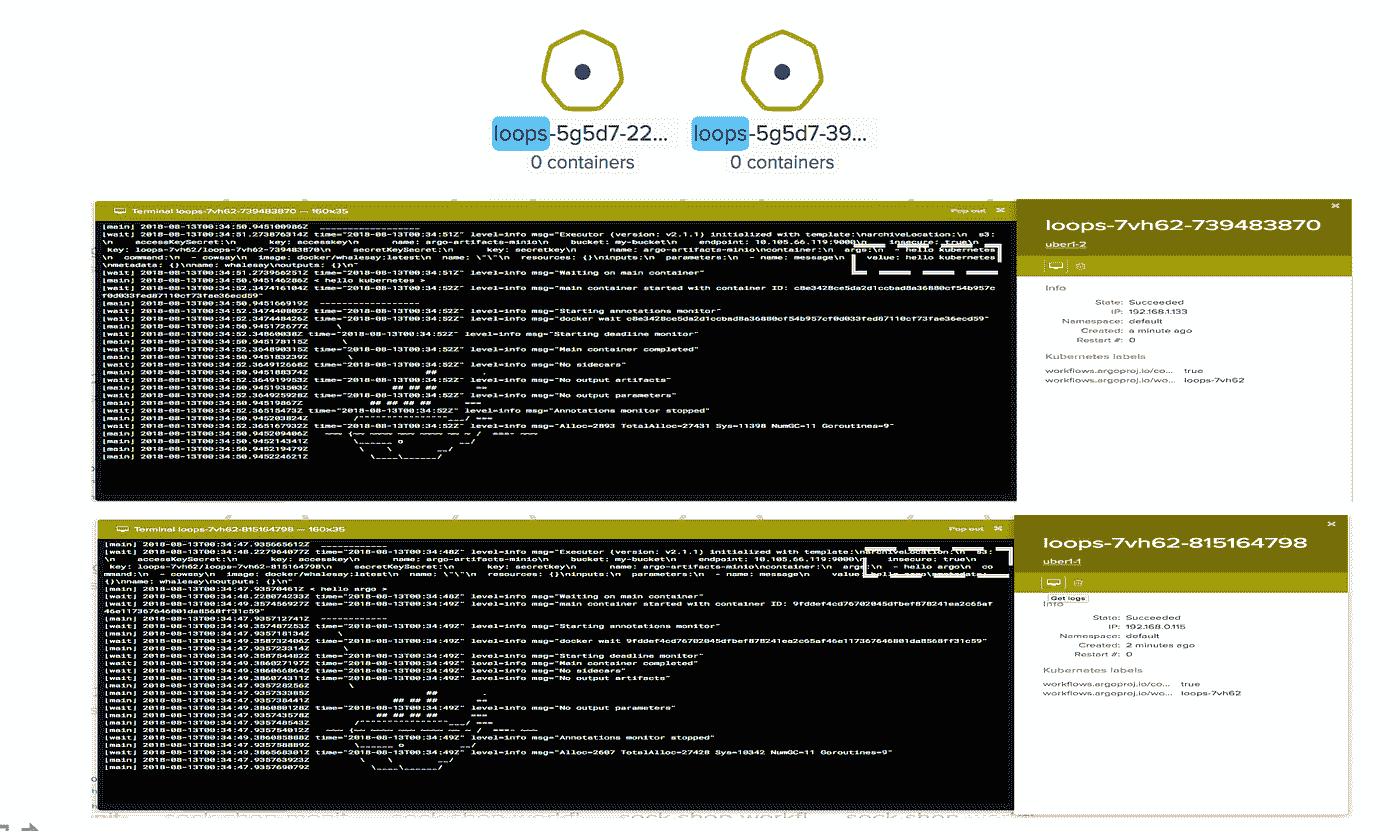 loops-5g5d7-22... loops-5g5d7-39...
0 containers 0 containers
Terminal loops-7vh62-739483870 — 160x35 Pop out
[main] 2018-08-13T00:34:50.945100986Z
[wait] 2018-08-13T00:34:51.273876314Z time="2018-08-13T00:34:51Z" level=info msg="Executor (version: v2.1.1) initialized with template:\narchiveLocation:\n s3:
\n accessKeySecret:\n key: accesskey\n name: argo-artifacts-minio\n bucket: my-bucket\n endpoint: 10.105.66.119:9000\n insecure: true\n
key: loops-7vh62/loops-7vh62-739483870\n secretKeySecret:\n key: secretkey\n name: argo-artifacts-minio\ncontainer:\n args:\n - hello kubernetes
\n command:\n - cowsay\n image: docker/whalesay:latest\n name: \"\"\n resources: {}\ninputs:\n parameters:\n - name: message\n value: hello kubernetes
\nmetadata: {}\nname: whalesay\noutputs: {}\n"
[wait] 2018-08-13T00:34:51.273966251Z time="2018-08-13T00:34:51Z" level=info msg="Waiting on main container"
[main] 2018-08-13T00:34:50.945146286Z < hello kubernetes >
[wait] 2018-08-13T00:34:52.347416104Z time="2018-08-13T00:34:52Z" level=info msg="main container started with container ID: c8e3428ce5da2d1ccbad8a36880cf54b957c
f0d033fed87110cf73fae36ecd59"
[main] 2018-08-13T00:34:50.945166919Z
[wait] 2018-08-13T00:34:52.347440802Z time="2018-08-13T00:34:52Z" level=info msg="Starting annotations monitor"
[wait] 2018-08-13T00:34:52.347448426Z time="2018-08-13T00:34:52Z" level=info msg="docker wait c8e3428ce5da2d1ccbad8a36880cf54b957cf0d033fed87110cf73fae36ecd59"
[main] 2018-08-13T00:34:50.945172677Z \
[wait] 2018-08-13T00:34:52.34860038Z time="2018-08-13T00:34:52Z" level=info msg="Starting deadline monitor"
[main] 2018-08-13T00:34:50.945178115Z \
[wait] 2018-08-13T00:34:52.364890315Z time="2018-08-13T00:34:52Z" level=info msg="Main container completed"
[main] 2018-08-13T00:34:50.945183239Z \
[wait] 2018-08-13T00:34:52.364912668Z time="2018-08-13T00:34:52Z" level=info msg="No sidecars"
[main] 2018-08-13T00:34:50.945188374Z ## .
[wait] 2018-08-13T00:34:52.364919953Z time="2018-08-13T00:34:52Z" level=info msg="No output artifacts"
[main] 2018-08-13T00:34:50.945193503Z ## ## ## ==
[wait] 2018-08-13T00:34:52.364925928Z time="2018-08-13T00:34:52Z" level=info msg="No output parameters"
[main] 2018-08-13T00:34:50.94519867Z ## ## ## ## ===
[wait] 2018-08-13T00:34:52.36515473Z time="2018-08-13T00:34:52Z" level=info msg="Annotations monitor stopped"
[main] 2018-08-13T00:34:50.945203824Z /""""""""""""""""___/ ===
[wait] 2018-08-13T00:34:52.365167932Z time="2018-08-13T00:34:52Z" level=info msg="Alloc=2893 TotalAlloc=27431 Sys=11398 NumGC=11 Goroutines=9"
[main] 2018-08-13T00:34:50.945209406Z ~~~ {~~ ~~~~ ~~~ ~~~~ ~~ ~ / ===- ~~~
[main] 2018-08-13T00:34:50.945214341Z \______ o __/
[main] 2018-08-13T00:34:50.945219479Z \ \ __/
[main] 2018-08-13T00:34:50.945224621Z \____\______/
loops-7vh62-739483870
uber1-2
Info
State: Succeeded
IP: 192.168.1.133
Namespace: default
Created: a minute ago
Restart #: 0
Kubernetes labels
workflows.argoproj.io/co... true
workflows.argoproj.io/wo... loops-7vh62
Terminal loops-7vh62-815164798 — 160x35 Pop out
[main] 2018-08-13T00:34:47.935665612Z
[wait] 2018-08-13T00:34:48.227964077Z time="2018-08-13T00:34:48Z" level=info msg="Executor (version: v2.1.1) initialized with template:\narchiveLocation:\n s3:
\n accessKeySecret:\n key: accesskey\n name: argo-artifacts-minio\n bucket: my-bucket\n endpoint: 10.105.66.119:9000\n insecure: true\n
key: loops-7vh62/loops-7vh62-815164798\n secretKeySecret:\n key: secretkey\n name: argo-artifacts-minio\ncontainer:\n args:\n - hello argo\n co
mmand:\n - cowsay\n image: docker/whalesay:latest\n name: \"\"\n resources: {}\ninputs:\n parameters:\n - name: message\n value: hello argo\nmetadata:
{}\nname: whalesay\noutputs: {}\n"
[main] 2018-08-13T00:34:47.93570461Z < hello argo >
[wait] 2018-08-13T00:34:48.228074233Z time="2018-08-13T00:34:48Z" level=info msg="Waiting on main container"
[wait] 2018-08-13T00:34:49.357456927Z time="2018-08-13T00:34:49Z" level=info msg="main container started with container ID: 9fddef4cd76702045dfbef878241ea2c65af
46e117367646801da8568ff31c59"
[main] 2018-08-13T00:34:47.935712741Z
[wait] 2018-08-13T00:34:49.357487253Z time="2018-08-13T00:34:49Z" level=info msg="Starting annotations monitor"
[main] 2018-08-13T00:34:47.935718134Z \
[wait] 2018-08-13T00:34:49.358732406Z time="2018-08-13T00:34:49Z" level=info msg="docker wait 9fddef4cd76702045dfbef878241ea2c65af46e117367646801da8568ff31c59"
[main] 2018-08-13T00:34:47.935723314Z \
[wait] 2018-08-13T00:34:49.358784482Z time="2018-08-13T00:34:49Z" level=info msg="Starting deadline monitor"
[wait] 2018-08-13T00:34:49.386027197Z time="2018-08-13T00:34:49Z" level=info msg="Main container completed"
[wait] 2018-08-13T00:34:49.386066864Z time="2018-08-13T00:34:49Z" level=info msg="No sidecars"
[wait] 2018-08-13T00:34:49.386074311Z time="2018-08-13T00:34:49Z" level=info msg="No output artifacts"
[main] 2018-08-13T00:34:47.935728256Z \
[main] 2018-08-13T00:34:47.935733385Z ## .
[main] 2018-08-13T00:34:47.935738441Z ## ## ## ==
[wait] 2018-08-13T00:34:49.386080128Z time="2018-08-13T00:34:49Z" level=info msg="No output parameters"
[main] 2018-08-13T00:34:47.935743578Z ## ## ## ## ===
[main] 2018-08-13T00:34:47.935748543Z /""""""""""""""""___/ ===
[main] 2018-08-13T00:34:47.935754012Z ~~~ {~~ ~~~~ ~~~ ~~~~ ~~ ~ / ===- ~~~
[wait] 2018-08-13T00:34:49.386085888Z time="2018-08-13T00:34:49Z" level=info msg="Annotations monitor stopped"
[main] 2018-08-13T00:34:47.935758889Z \______ o __/
[wait] 2018-08-13T00:34:49.386568301Z time="2018-08-13T00:34:49Z" level=info msg="Alloc=2607 TotalAlloc=27428 Sys=10342 NumGC=11 Goroutines=9"
[main] 2018-08-13T00:34:47.935763923Z \ \ __/
[main] 2018-08-13T00:34:47.935769079Z \____\______/
loops-7vh62-815164798
uber1-1
Get logs
Info
State: Succeeded
IP: 192.168.0.115
Namespace: default
Created: 2 minutes ago
Restart #: 0
Kubernetes labels
workflows.argoproj.io/co... true
workflows.argoproj.io/wo... loops-7vh62